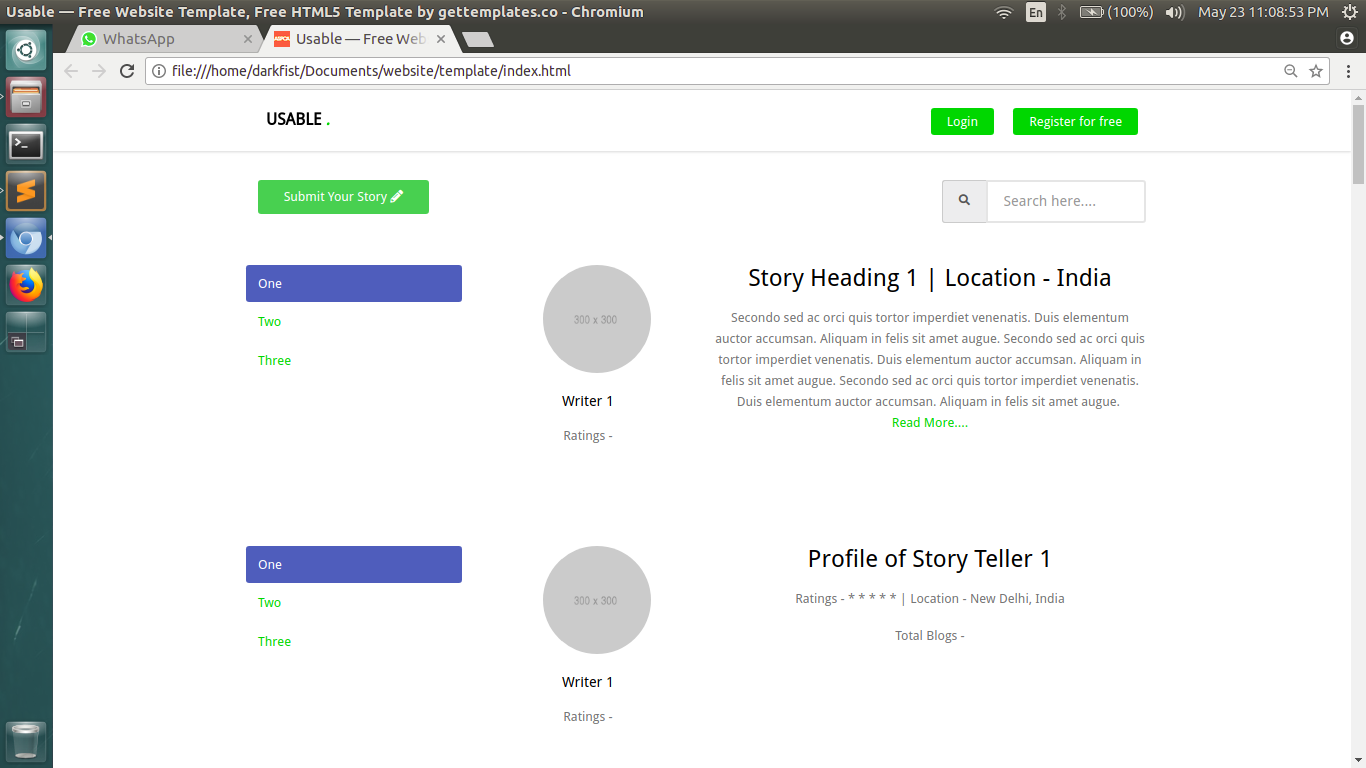 Usable — Free Website Template, Free HTML5 Template by gettemplates.co - Chromium
En
(100%)
May 23 11:08:53 PM
WhatsApp
Usable — Free Web
file:///home/darkfist/Documents/website/template/index.html
USABLE .
Login
Register for free
Submit Your Story
Search here....
One
Two
Three
300 x 300
Writer 1
Ratings -
Story Heading 1 | Location - India
Secondo sed ac orci quis tortor imperdiet venenatis. Duis elementum
auctor accumsan. Aliquam in felis sit amet augue. Secondo sed ac orci quis
tortor imperdiet venenatis. Duis elementum auctor accumsan. Aliquam in
felis sit amet augue. Secondo sed ac orci quis tortor imperdiet venenatis.
Duis elementum auctor accumsan. Aliquam in felis sit amet augue.
Read More....
One
Two
Three
300 x 300
Writer 1
Ratings -
Profile of Story Teller 1
Ratings - * * * * * | Location - New Delhi, India
Total Blogs -